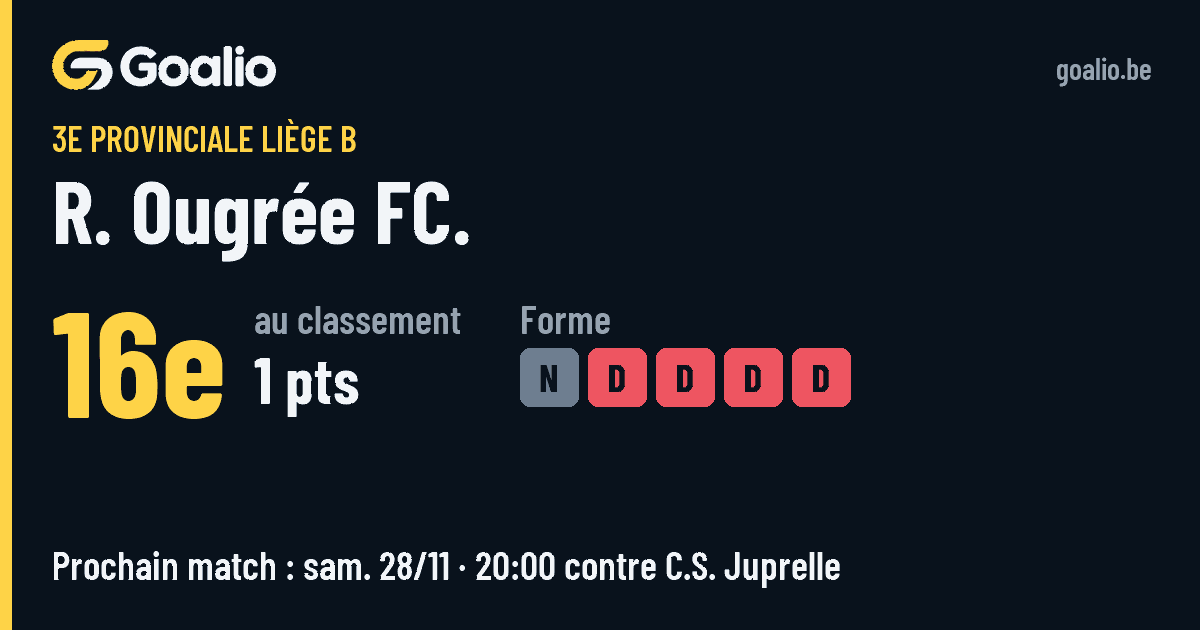 Goalio
goalio.be
3E PROVINCIALE LIÈGE B
R. Ougrée FC.
16e
au classement
1 pts
Forme
N D D D D
Prochain match : sam. 28/11 · 20:00 contre C.S. Juprelle